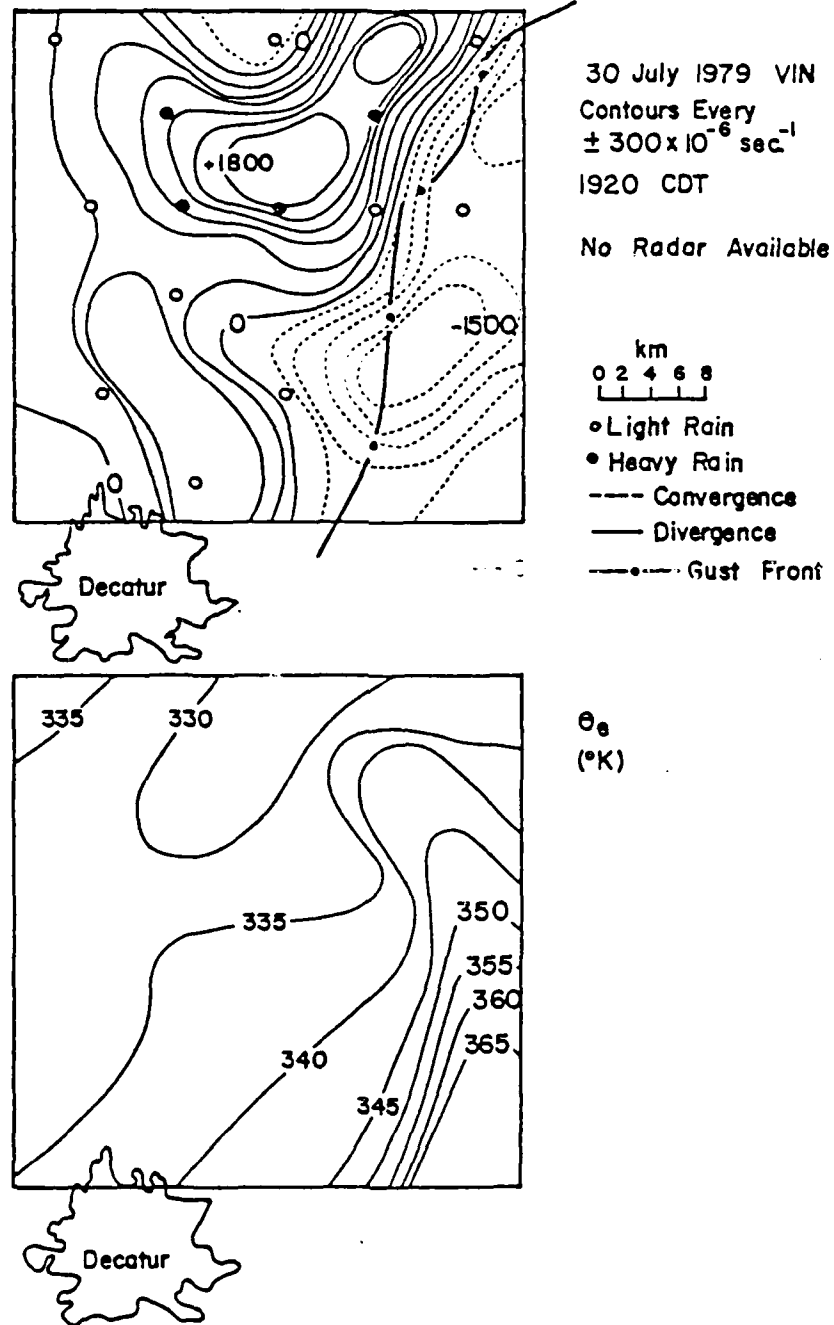 30 July 1979 VIN
Contours Every
± 300 x 10⁻⁶ sec⁻¹
1920 CDT
No Radar Available
0
+1800
0
-1500
0
km
0 2 4 6 8
Light Rain
Heavy Rain
Convergence
Divergence
Gust Front
Decatur
335
330
θe
(°K)
335
350
355
360
365
340
345
Decatur